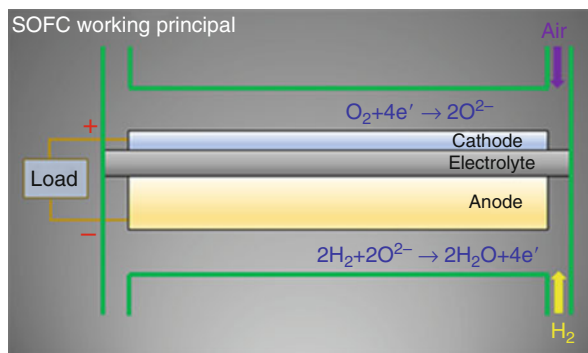 SOFC working principal
Air
O₂+4e′ → 2O²⁻
+
Cathode
Electrolyte
Load
Anode
−
2H₂+2O²⁻ → 2H₂O+4e′
H₂